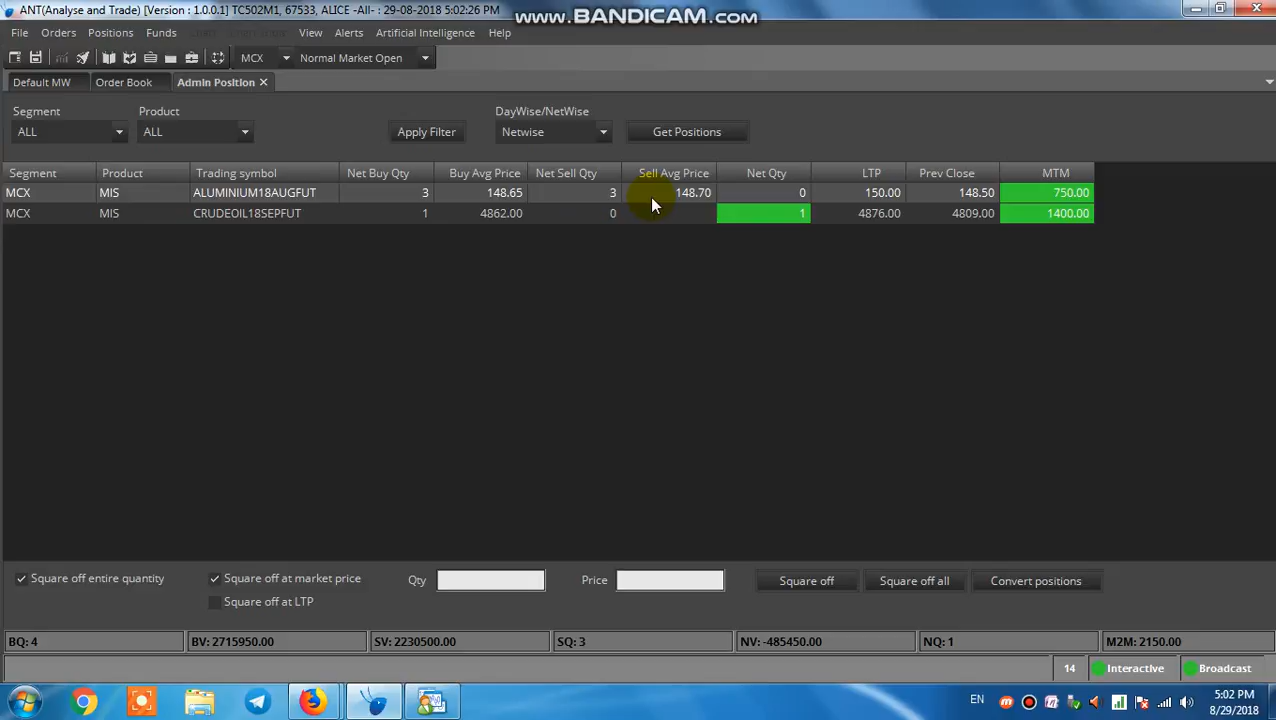 ANT(Analyse and Trade) [Version : 1.0.0.1] TC502M1, 67533, ALICE -All- : 29-08-2018 5:02:26 PM
www.BANDICAM.com
File Orders Positions Funds View Alerts Artificial Intelligence Help
MCX Normal Market Open
Default MW Order Book Admin Position
Segment Product DayWise/NetWise
ALL ALL Apply Filter Netwise Get Positions
Segment Product Trading symbol Net Buy Qty Buy Avg Price Net Sell Qty Sell Avg Price Net Qty LTP Prev Close MTM
MCX MIS ALUMINIUM18AUGFUT 3 148.65 3 148.70 0 150.00 148.50 750.00
MCX MIS CRUDEOIL18SEPFUT 1 4862.00 0 1 4876.00 4809.00 1400.00
Square off entire quantity Square off at market price Qty Price Square off Square off all Convert positions
Square off at LTP
BQ: 4 BV: 2715950.00 SV: 2230500.00 SQ: 3 NV: -485450.00 NQ: 1 M2M: 2150.00
14 Interactive Broadcast
EN 5:02 PM
8/29/2018